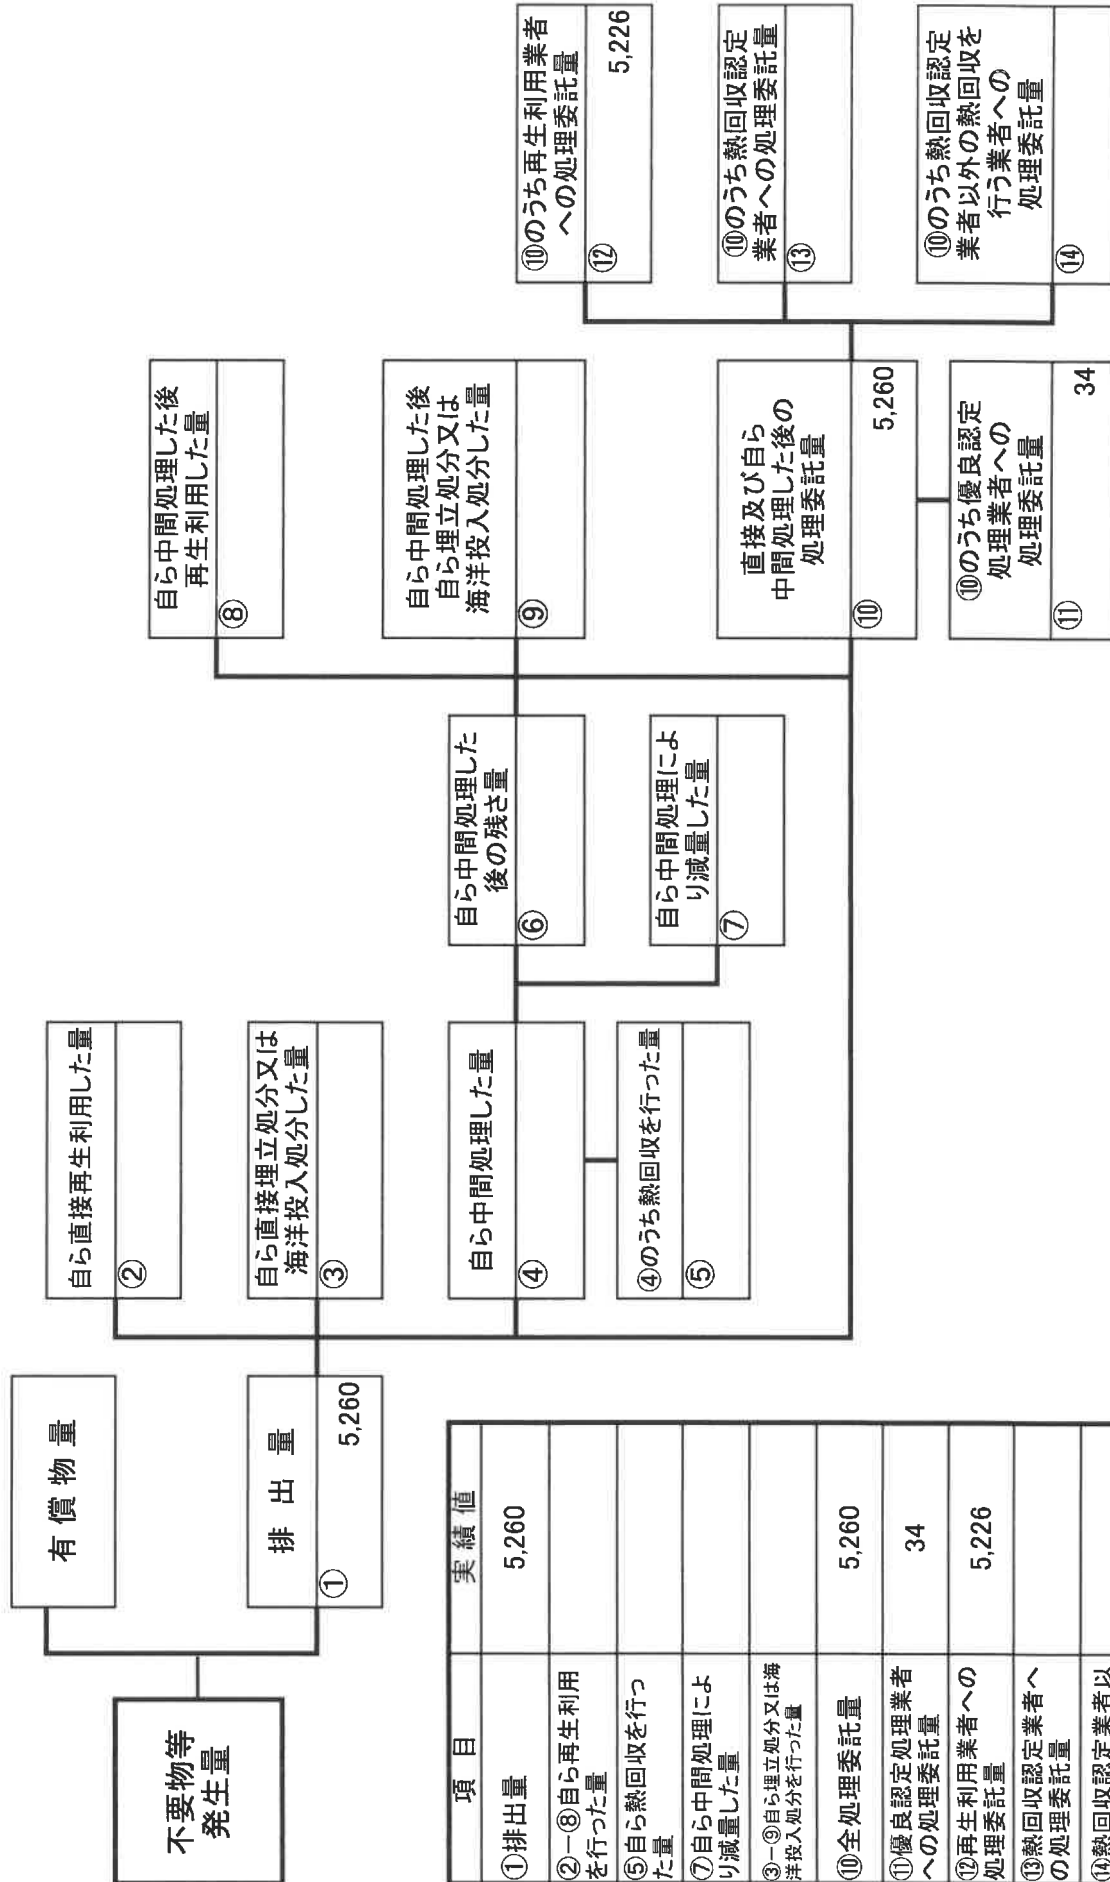 不要物等
発生量
有償物量
排出量
①
5,260
自ら直接再生利用した量
②
自ら直接埋立処分又は
海洋投入処分した量
③
自ら中間処理した量
④
④のうち熱回収を行った量
⑤
自ら中間処理した
後の残さ量
⑥
自ら中間処理によ
り減量した量
⑦
自ら中間処理した後
再生利用した量
⑧
自ら中間処理した後
自ら埋立処分又は
海洋投入処分した量
⑨
直接及び自ら
中間処理した後の
処理委託量
⑩
5,260
⑩のうち優良認定
処理業者への
処理委託量
⑪
34
⑩のうち再生利用業者
への処理委託量
⑫
5,226
⑩のうち熱回収認定
業者への処理委託量
⑬
⑩のうち熱回収認定
業者以外の熱回収を
行う業者への
処理委託量
⑭
項目 実績値
①排出量 5,260
②ー⑧自ら再生利用
を行った量
⑤自ら熱回収を行っ
た量
⑦自ら中間処理によ
り減量した量
③ー⑨自ら埋立処分又は海
洋投入処分を行った量
⑩全処理委託量 5,260
⑪優良認定処理業者
への処理委託量 34
⑫再生利用業者への
処理委託量 5,226
⑬熱回収認定業者へ
の処理委託量
⑭熱回収認定業者以